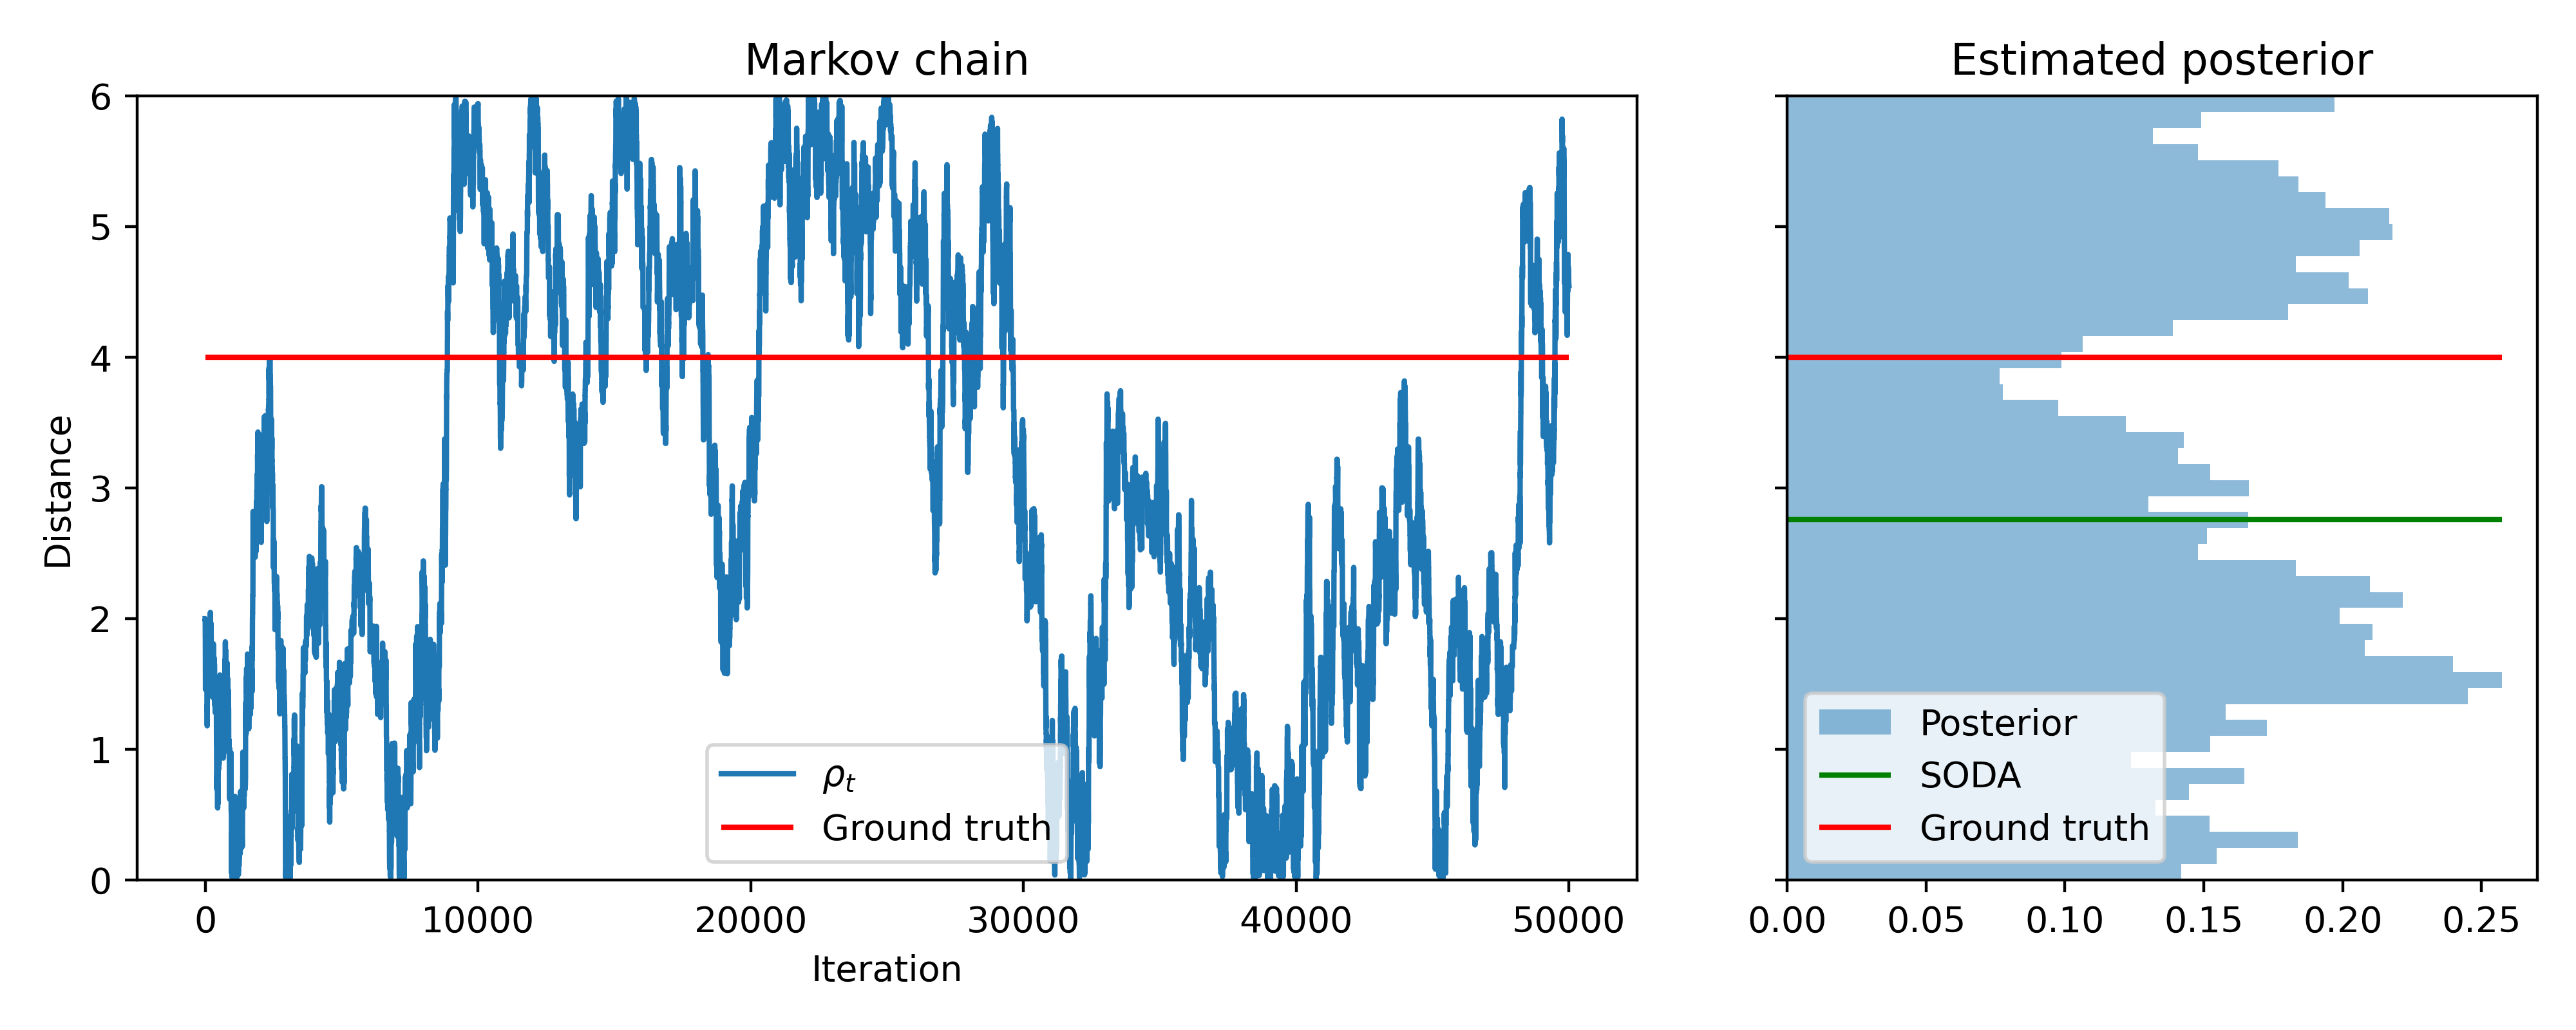 Markov chain
Distance
6
5
4
3
2
1
0
0 10000 20000 30000 40000 50000
Iteration
ρt
Ground truth
Estimated posterior
0.00 0.05 0.10 0.15 0.20 0.25
Posterior
SODA
Ground truth